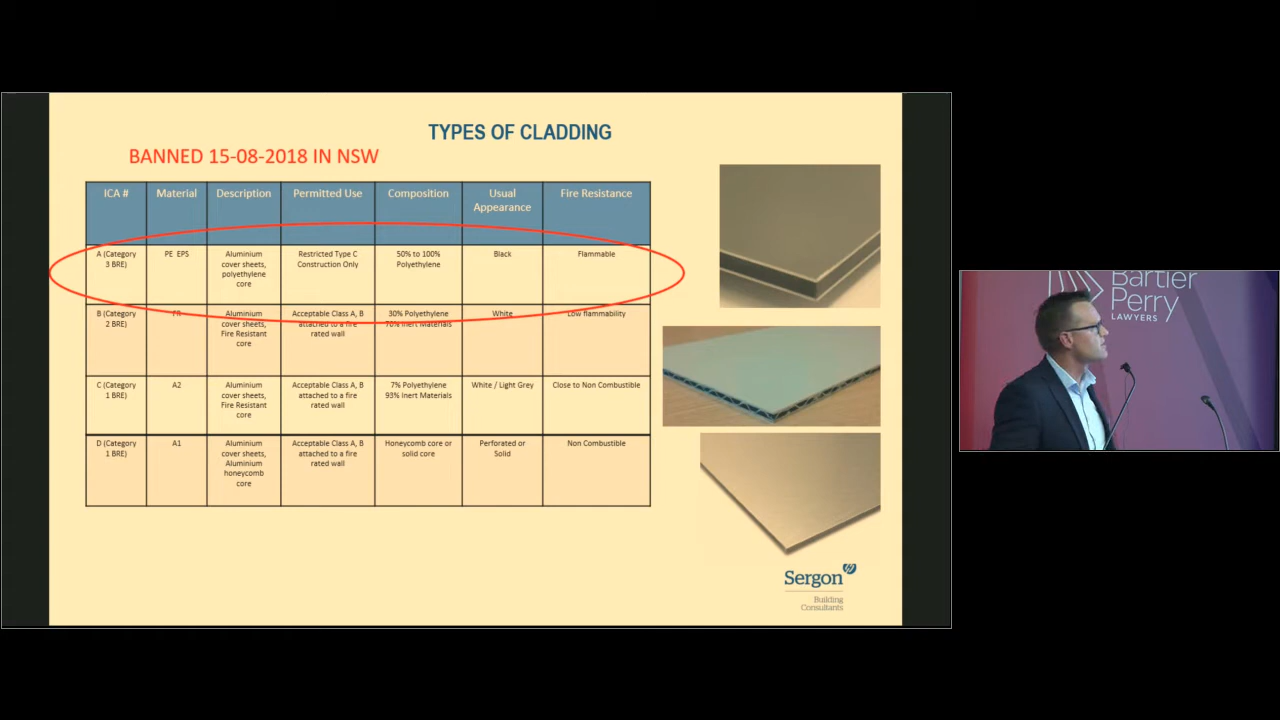 TYPES OF CLADDING
BANNED 15-08-2018 IN NSW
ICA #
Material
Description
Permitted Use
Composition
Usual
Appearance
Fire Resistance
A (Category
3 BRE)
PE EPS
Aluminium
cover sheets,
polyethylene
core
Restricted Type C
Construction Only
50% to 100%
Polyethylene
Black
Flammable
B (Category
2 BRE)
FR
Aluminium
cover sheets,
Fire Resistant
core
Acceptable Class A, B
attached to a fire
rated wall
30% Polyethylene
70% Inert Materials
White
Low flammability
C (Category
1 BRE)
A2
Aluminium
cover sheets,
Fire Resistant
core
Acceptable Class A, B
attached to a fire
rated wall
7% Polyethylene
93% Inert Materials
White / Light Grey
Close to Non Combustible
D (Category
1 BRE)
A1
Aluminium
cover sheets,
Aluminium
honeycomb
core
Acceptable Class A, B
attached to a fire
rated wall
Honeycomb core or
solid core
Perforated or
Solid
Non Combustible
Sergon
Building
Consultants
Bartier
Perry
LAWYERS